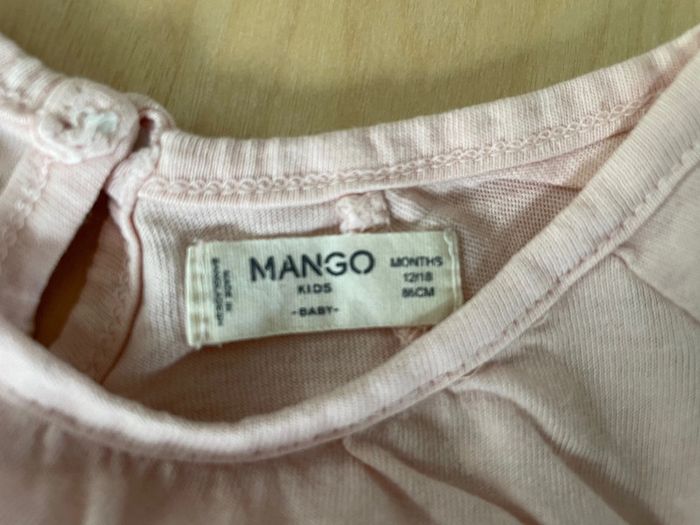 MADE IN
BANGLADESH
MANGO
KIDS
-BABY-
MONTHS
12/18
86CM